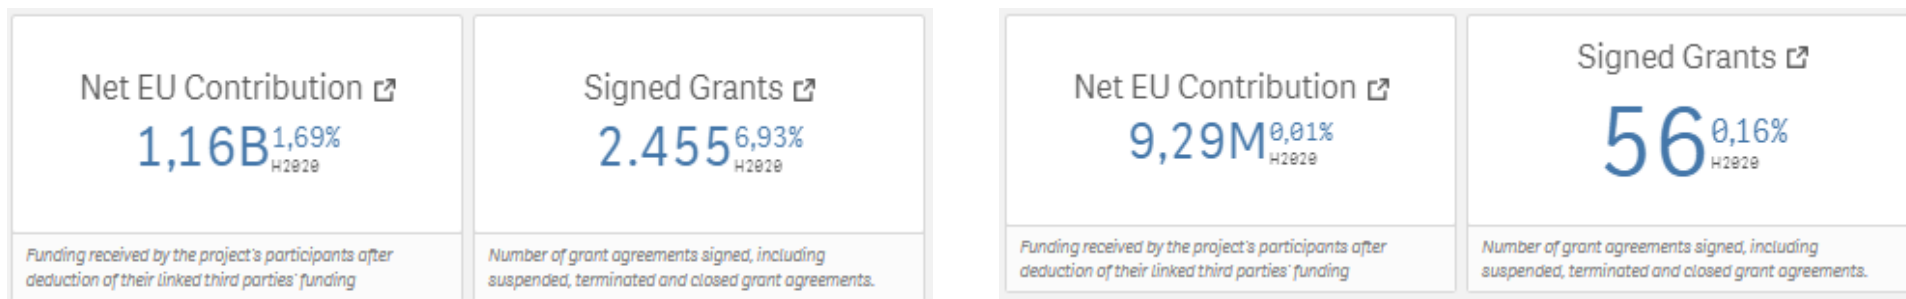 Net EU Contribution
1,16B 1,69%
H2020
Funding received by the project's participants after
deduction of their linked third parties' funding
Signed Grants
2.455 6,93%
H2020
Number of grant agreements signed, including
suspended, terminated and closed grant agreements.
Net EU Contribution
9,29M 0,01%
H2020
Funding received by the project's participants after
deduction of their linked third parties' funding
Signed Grants
56 0,16%
H2020
Number of grant agreements signed, including
suspended, terminated and closed grant agreements.